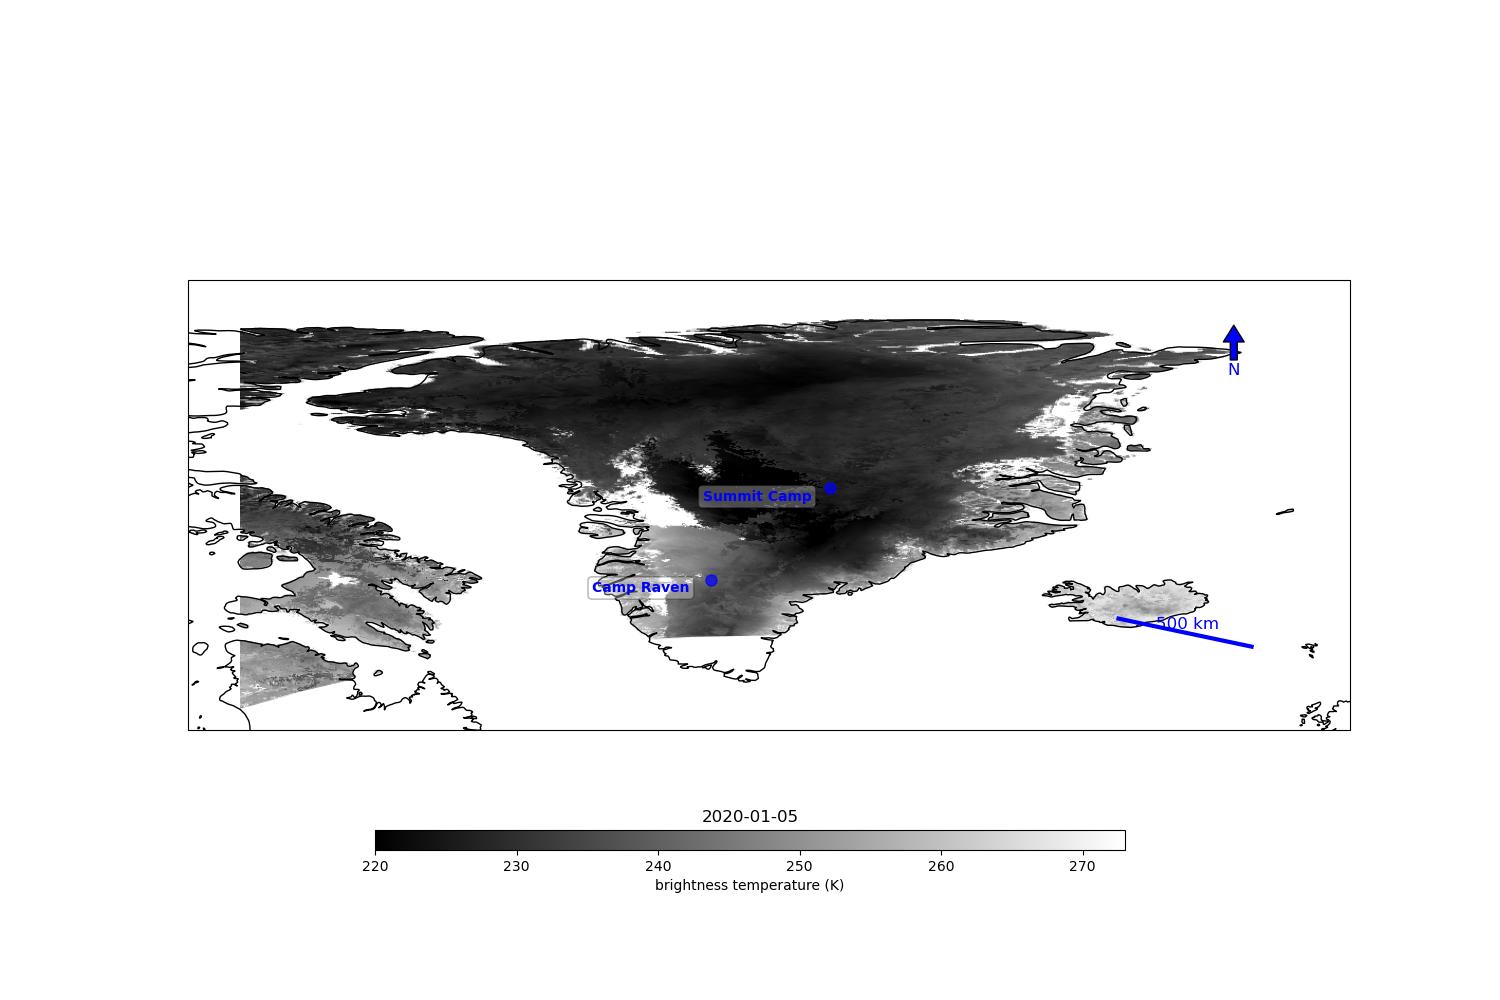 N
Summit Camp
Camp Raven
500 km
2020-01-05
220 230 240 250 260 270
brightness temperature (K)